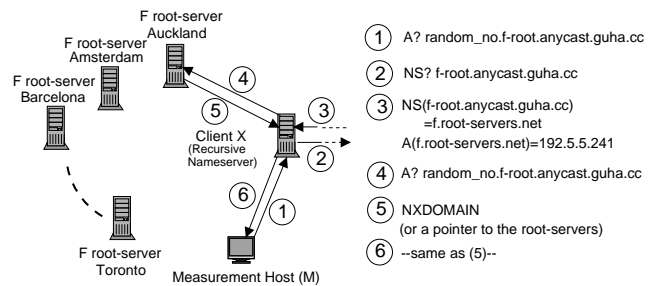 F root-server
Auckland
F root-server
Amsterdam
F root-server
Barcelona
F root-server
Toronto
Client X
(Recursive
Nameserver)
Measurement Host (M)
4
5
3
2
6
1
1 A? random_no.f-root.anycast.guha.cc
2 NS? f-root.anycast.guha.cc
3 NS(f-root.anycast.guha.cc)
=f.root-servers.net
A(f.root-servers.net)=192.5.5.241
4 A? random_no.f-root.anycast.guha.cc
5 NXDOMAIN
(or a pointer to the root-servers)
6 --same as (5)--